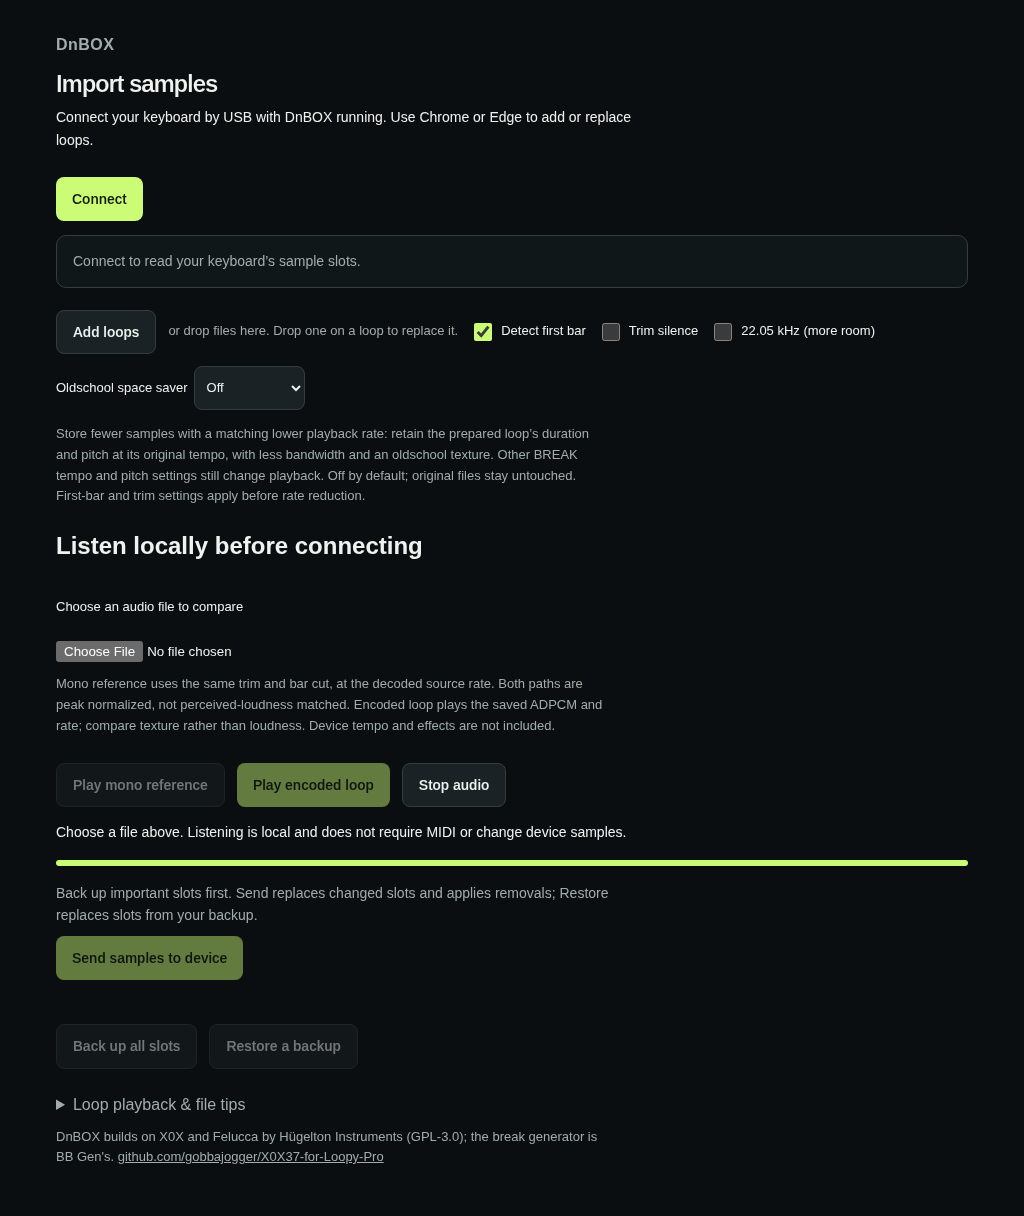 DnBOX
Import samples
Connect your keyboard by USB with DnBOX running. Use Chrome or Edge to add or replace
loops.
Connect
Connect to read your keyboard's sample slots.
Add loops or drop files here. Drop one on a loop to replace it. Detect first bar Trim silence 22.05 kHz (more room)
Oldschool space saver Off
Store fewer samples with a matching lower playback rate: retain the prepared loop's duration
and pitch at its original tempo, with less bandwidth and an oldschool texture. Other BREAK
tempo and pitch settings still change playback. Off by default; original files stay untouched.
First-bar and trim settings apply before rate reduction.
Listen locally before connecting
Choose an audio file to compare
Choose File No file chosen
Mono reference uses the same trim and bar cut, at the decoded source rate. Both paths are
peak normalized, not perceived-loudness matched. Encoded loop plays the saved ADPCM and
rate; compare texture rather than loudness. Device tempo and effects are not included.
Play mono reference Play encoded loop Stop audio
Choose a file above. Listening is local and does not require MIDI or change device samples.
Back up important slots first. Send replaces changed slots and applies removals; Restore
replaces slots from your backup.
Send samples to device
Back up all slots Restore a backup
Loop playback & file tips
DnBOX builds on X0X and Felucca by Hügelton Instruments (GPL-3.0); the break generator is
BB Gen's. github.com/gobbajogger/X0X37-for-Loopy-Pro